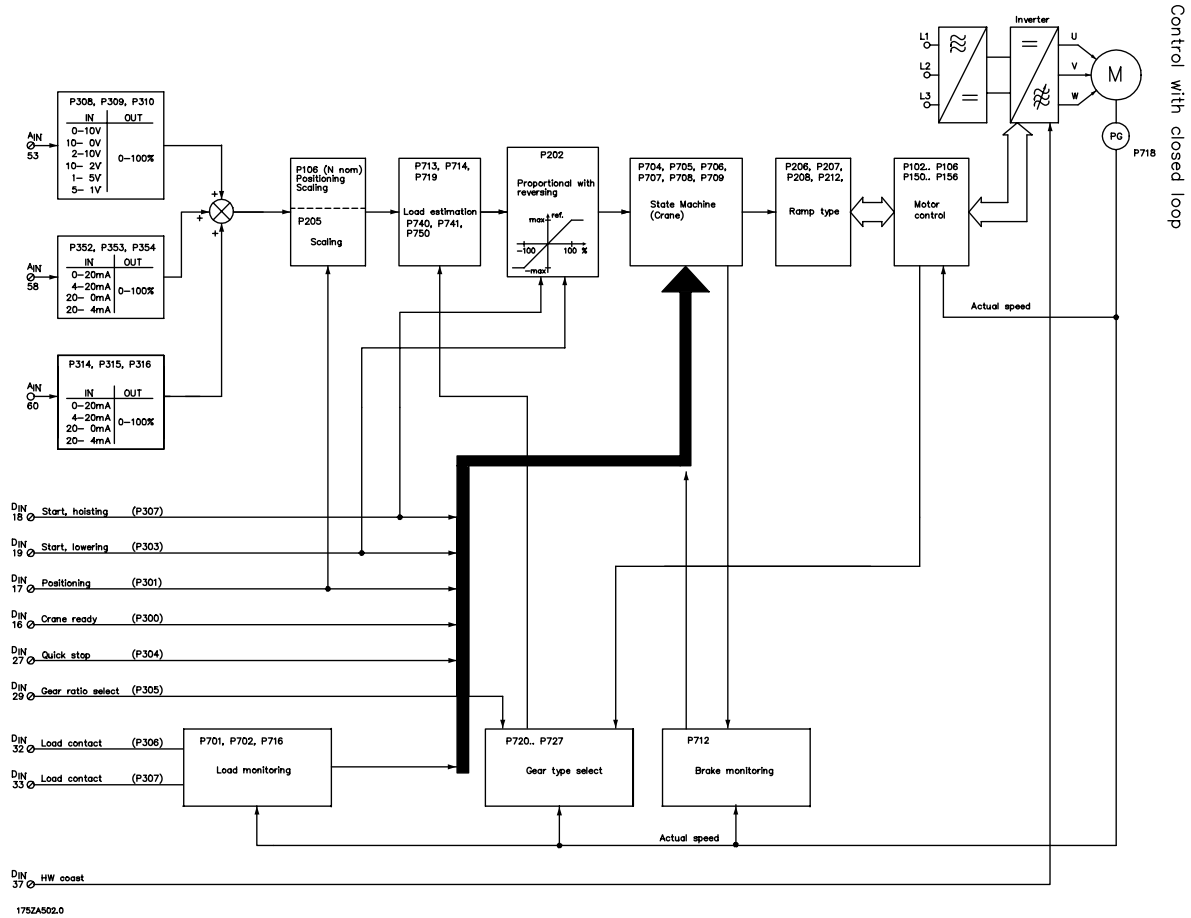 Control with closed loop
Inverter
L1
L2
L3
U
V
W
M
PG
P718
AIN
53
P308, P309, P310
IN OUT
0-10V
10- 0V
2-10V
10- 2V
1- 5V
5- 1V
0-100%
+
+
+
AIN
58
P352, P353, P354
IN OUT
0-20mA
4-20mA
20- 0mA
20- 4mA
0-100%
AIN
60
P314, P315, P316
IN OUT
0-20mA
4-20mA
20- 0mA
20- 4mA
0-100%
P106 (N nom)
Positioning
Scaling
P205
Scaling
P713, P714,
P719
Load estimation
P740, P741,
P750
P202
Proportional with
reversing
max ref.
-100 100 %
-max
P704, P705, P706,
P707, P708, P709
State Machine
(Crane)
P206, P207,
P208, P212,
Ramp type
P102.. P106
P150.. P156
Motor
control
Actual speed
DIN
18 Start, hoisting (P307)
DIN
19 Start, lowering (P303)
DIN
17 Positioning (P301)
DIN
16 Crane ready (P300)
DIN
27 Quick stop (P304)
DIN
29 Gear ratio select (P305)
DIN
32 Load contact (P306)
DIN
33 Load contact (P307)
P701, P702, P716
Load monitoring
P720.. P727
Gear type select
P712
Brake monitoring
Actual speed
DIN
37 HW coast
175ZA502.0